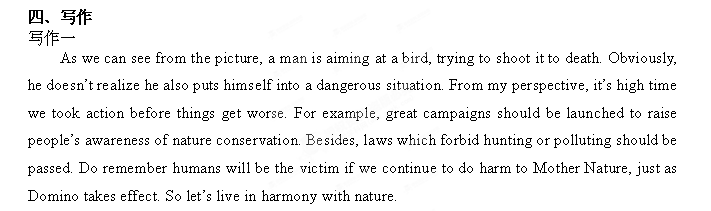 四、写作
写作一
As we can see from the picture, a man is aiming at a bird, trying to shoot it to death. Obviously,
he doesn't realize he also puts himself into a dangerous situation. From my perspective, it's high time
we took action before things get worse. For example, great campaigns should be launched to raise
people's awareness of nature conservation. Besides, laws which forbid hunting or polluting should be
passed. Do remember humans will be the victim if we continue to do harm to Mother Nature, just as
Domino takes effect. So let's live in harmony with nature.